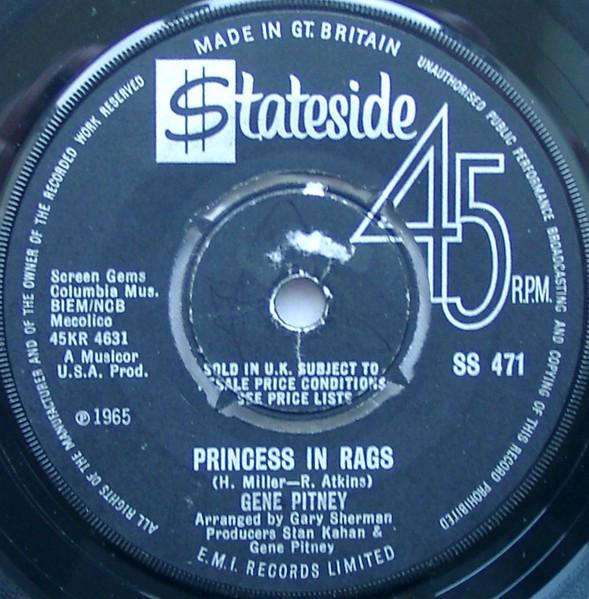 MADE IN GT. BRITAIN
UNAUTHORISED PUBLIC PERFORMANCE BROADCASTING AND COPYING OF THIS RECORD PROHIBITED
ALL RIGHTS OF THE MANUFACTURER AND OF THE OWNER OF THE RECORDED WORK RESERVED
$tateside
45 R.P.M.
Screen Gems
Columbia Mus.
BIEM/NCB
Mecolico
45KR 4631
A Musicor
U.S.A. Prod.
℗1965
SS 471
SOLD IN U.K. SUBJECT TO
RESALE PRICE CONDITIONS
SEE PRICE LISTS
PRINCESS IN RAGS
(H. Miller—R. Atkins)
GENE PITNEY
Arranged by Gary Sherman
Producers Stan Kahan &
Gene Pitney
E.M.I. RECORDS LIMITED